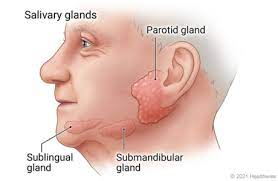 Salivary glands
Parotid gland
Sublingual
gland
Submandibular
gland
© 2021 Healthwise